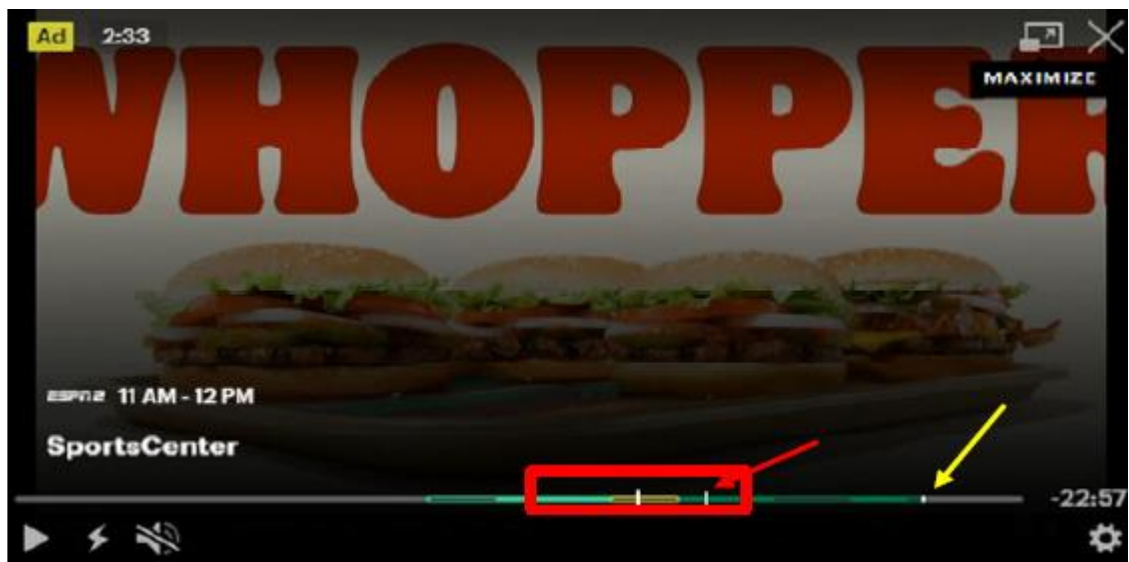 Ad 2:33
MAXIMIZE
WHOPPER
ESPN2 11 AM - 12 PM
SportsCenter
-22:57